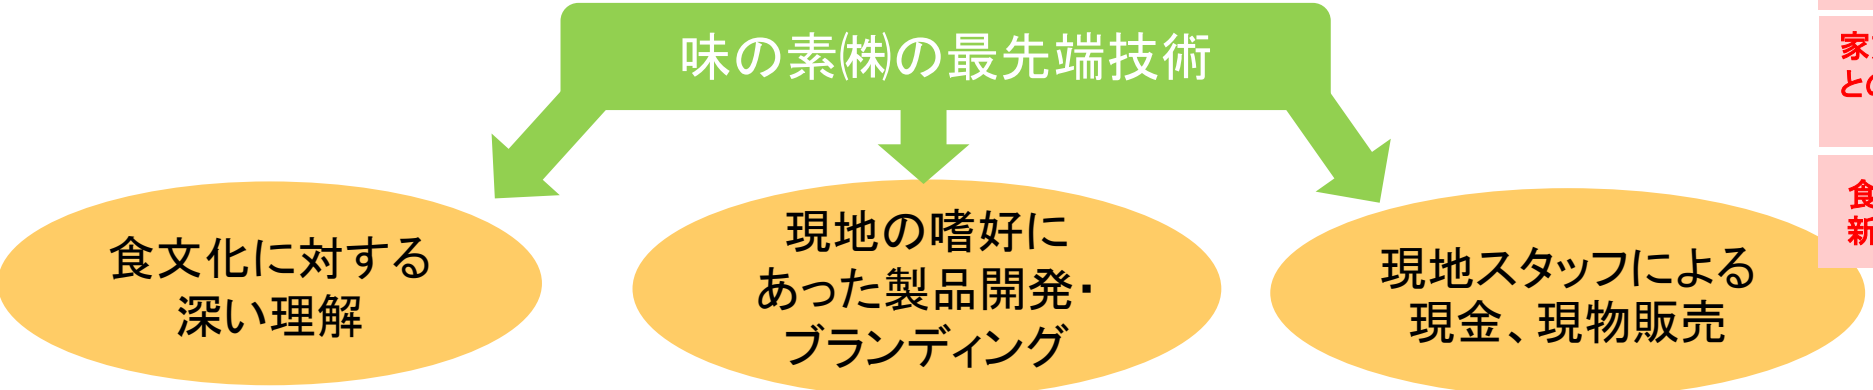 味の素㈱の最先端技術
食文化に対する
深い理解
現地の嗜好に
あった製品開発・
ブランディング
現地スタッフによる
現金、現物販売